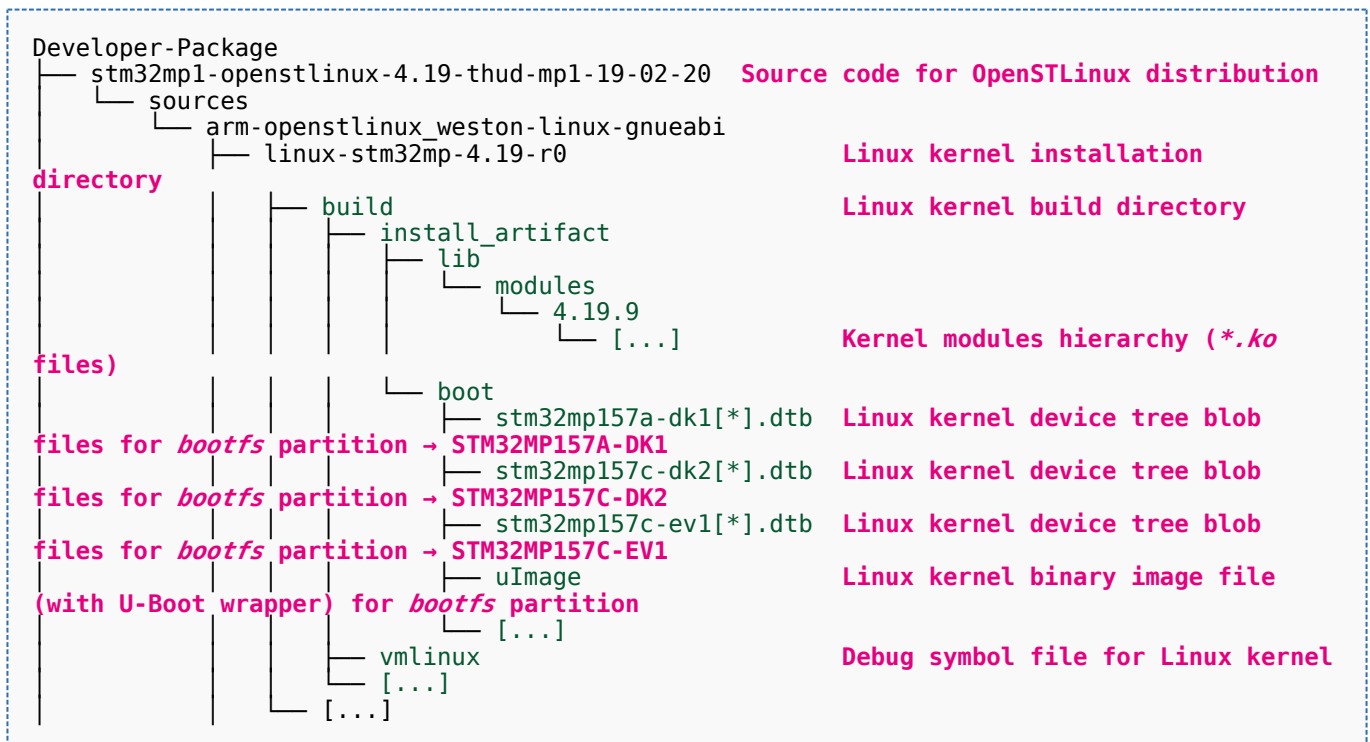 Developer-Package
├── stm32mp1-openstlinux-4.19-thud-mp1-19-02-20  Source code for OpenSTLinux distribution
│   └── sources
│       └── arm-openstlinux_weston-linux-gnueabi
│           ├── linux-stm32mp-4.19-r0                   Linux kernel installation
directory
│           │   ├── build                               Linux kernel build directory
│           │   │   ├── install_artifact
│           │   │   │   ├── lib
│           │   │   │   │   └── modules
│           │   │   │   │       └── 4.19.9
│           │   │   │   │           └── [...]           Kernel modules hierarchy (*.ko
files)
│           │   │   │   └── boot
│           │   │   │       ├── stm32mp157a-dk1[*].dtb  Linux kernel device tree blob
files for bootfs partition → STM32MP157A-DK1
│           │   │   │       ├── stm32mp157c-dk2[*].dtb  Linux kernel device tree blob
files for bootfs partition → STM32MP157C-DK2
│           │   │   │       ├── stm32mp157c-ev1[*].dtb  Linux kernel device tree blob
files for bootfs partition → STM32MP157C-EV1
│           │   │   │       ├── uImage                  Linux kernel binary image file
(with U-Boot wrapper) for bootfs partition
│           │   │   │       └── [...]
│           │   │   ├── vmlinux                         Debug symbol file for Linux kernel
│           │   │   └── [...]
│           │   └── [...]